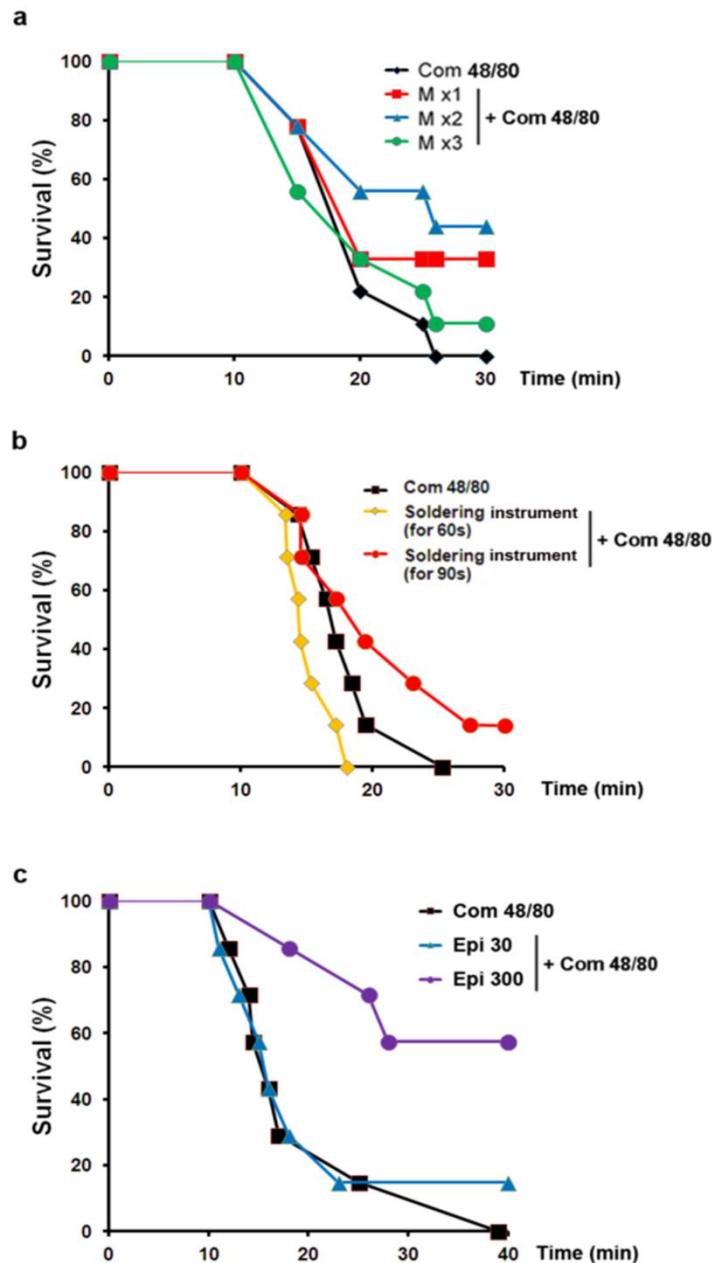 a
Survival (%)
100
80
60
40
20
0
0 10 20 30 Time (min)
Com 48/80
M x1
M x2
M x3
+ Com 48/80
b
Survival (%)
100
80
60
40
20
0
0 10 20 30 Time (min)
Com 48/80
Soldering instrument
(for 60s)
Soldering instrument
(for 90s)
+ Com 48/80
c
Survival (%)
100
80
60
40
20
0
0 10 20 30 40 Time (min)
Com 48/80
Epi 30
Epi 300
+ Com 48/80